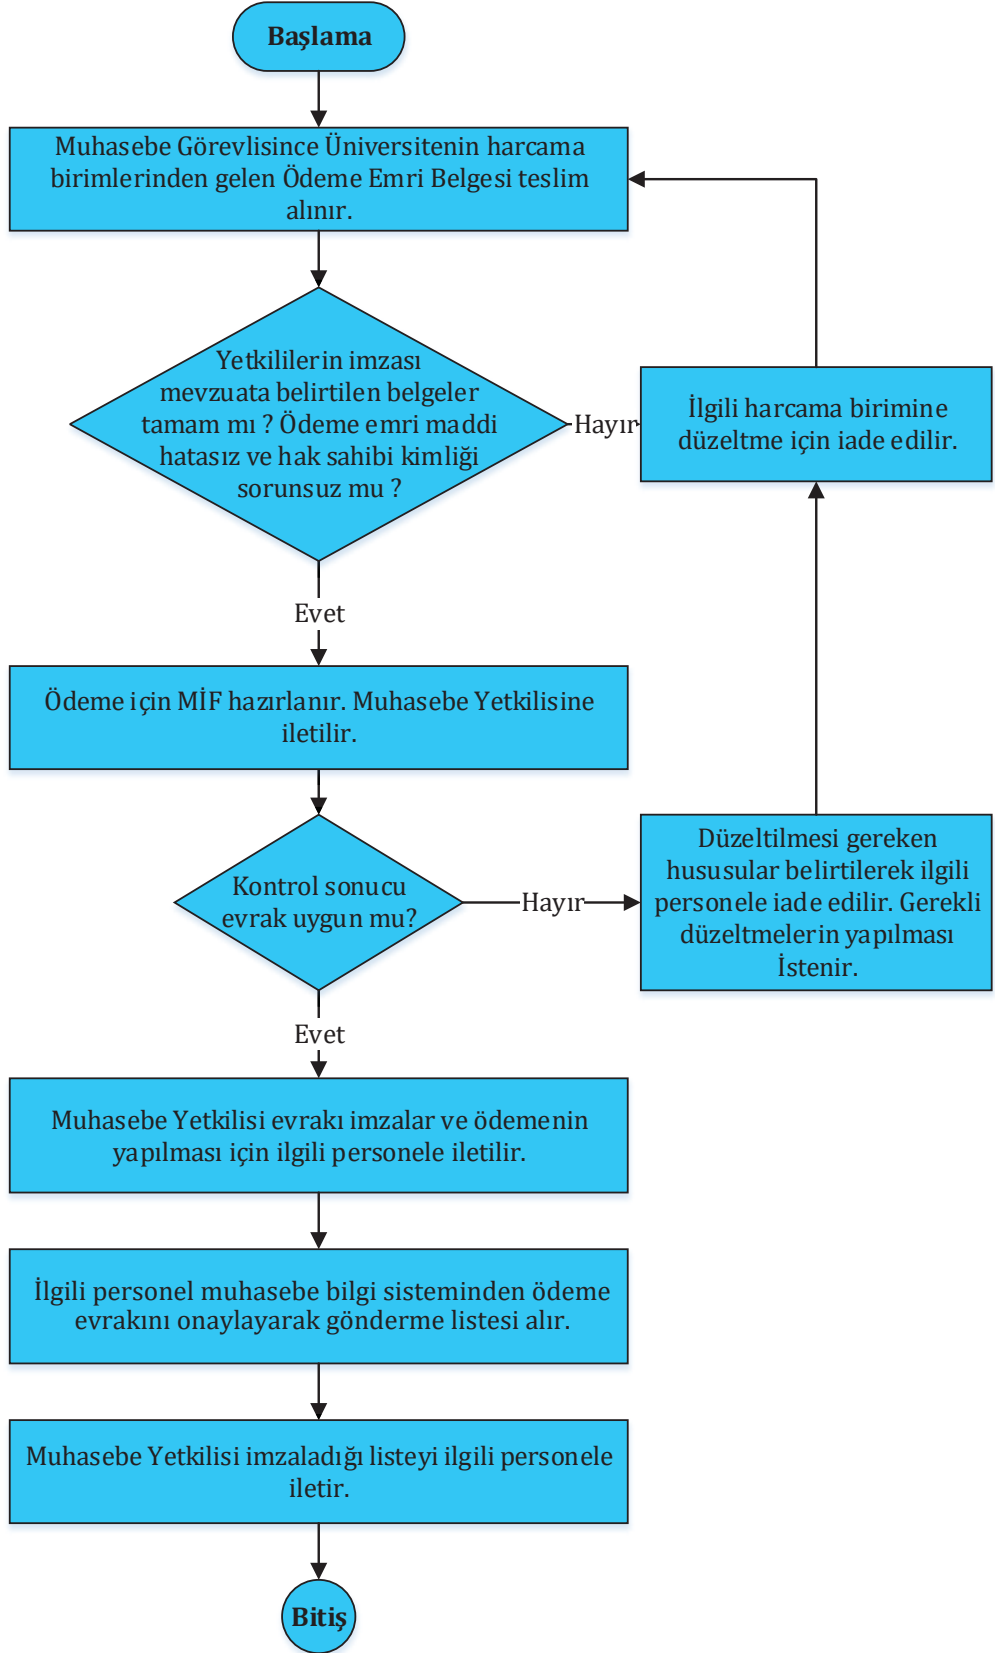 Başlama
Muhasebe Görevlisince Üniversitenin harcama
birimlerinden gelen Ödeme Emri Belgesi teslim
alınır.
Yetkililerin imzası
mevzuata belirtilen belgeler
tamam mı ? Ödeme emri maddi
hatasız ve hak sahibi kimliği
sorunsuz mu ?
Hayır
İlgili harcama birimine
düzeltme için iade edilir.
Evet
Ödeme için MİF hazırlanır. Muhasebe Yetkilisine
iletilir.
Kontrol sonucu
evrak uygun mu?
Hayır
Düzeltilmesi gereken
hususular belirtilerek ilgili
personele iade edilir. Gerekli
düzeltmelerin yapılması
İstenir.
Evet
Muhasebe Yetkilisi evrakı imzalar ve ödemenin
yapılması için ilgili personele iletilir.
İlgili personel muhasebe bilgi sisteminden ödeme
evrakını onaylayarak gönderme listesi alır.
Muhasebe Yetkilisi imzaladığı listeyi ilgili personele
iletir.
Bitiş